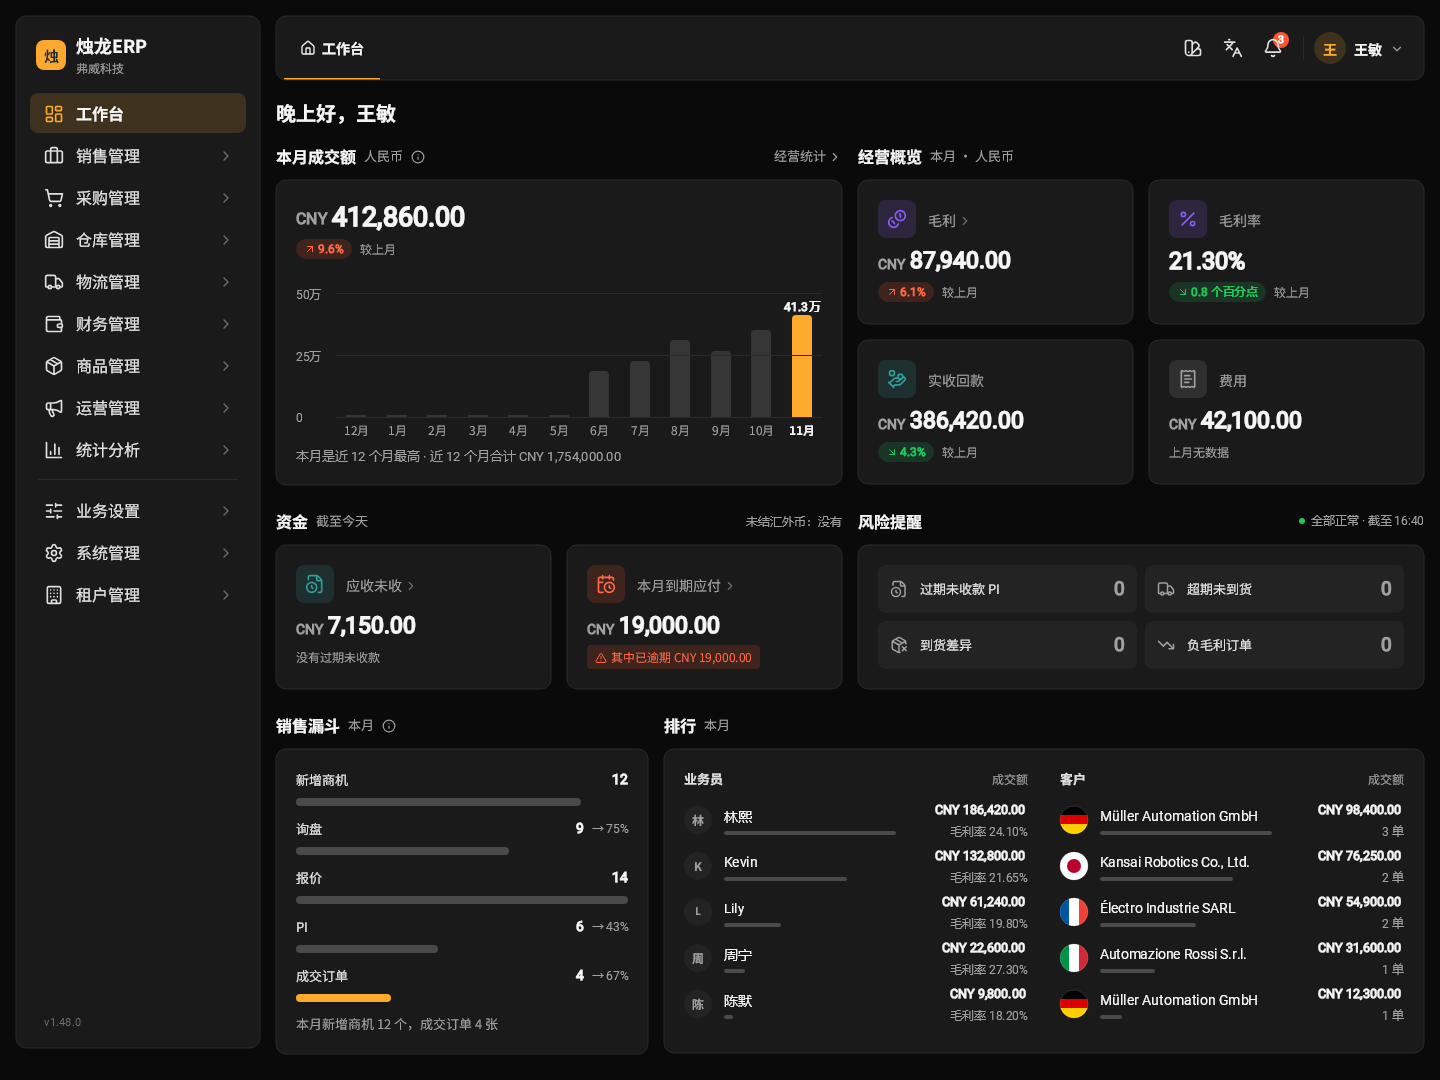 烛 烛龙ERP
弗威科技
工作台
销售管理
采购管理
仓库管理
物流管理
财务管理
商品管理
运营管理
统计分析
业务设置
系统管理
租户管理
v1.48.0
工作台
3
王 王敏
晚上好，王敏
本月成交额 人民币
经营统计
CNY 412,860.00
9.6% 较上月
50万
25万
0
41.3万
12月 1月 2月 3月 4月 5月 6月 7月 8月 9月 10月 11月
本月是近 12 个月最高 · 近 12 个月合计 CNY 1,754,000.00
经营概览 本月 · 人民币
毛利
CNY 87,940.00
6.1% 较上月
毛利率
21.30%
0.8 个百分点 较上月
实收回款
CNY 386,420.00
4.3% 较上月
费用
CNY 42,100.00
上月无数据
资金 截至今天
未结汇外币：没有
应收未收
CNY 7,150.00
没有过期未收款
本月到期应付
CNY 19,000.00
其中已逾期 CNY 19,000.00
风险提醒
全部正常 · 截至 16:40
过期未收款 PI 0
超期未到货 0
到货差异 0
负毛利订单 0
销售漏斗 本月
新增商机 12
询盘 9 →75%
报价 14
PI 6 →43%
成交订单 4 →67%
本月新增商机 12 个，成交订单 4 张
排行 本月
业务员 成交额
林 林熙 CNY 186,420.00
毛利率 24.10%
K Kevin CNY 132,800.00
毛利率 21.65%
L Lily CNY 61,240.00
毛利率 19.80%
周 周宁 CNY 22,600.00
毛利率 27.30%
陈 陈默 CNY 9,800.00
毛利率 18.20%
客户 成交额
Müller Automation GmbH CNY 98,400.00
3 单
Kansai Robotics Co., Ltd. CNY 76,250.00
2 单
Électro Industrie SARL CNY 54,900.00
2 单
Automazione Rossi S.r.l. CNY 31,600.00
1 单
Müller Automation GmbH CNY 12,300.00
1 单